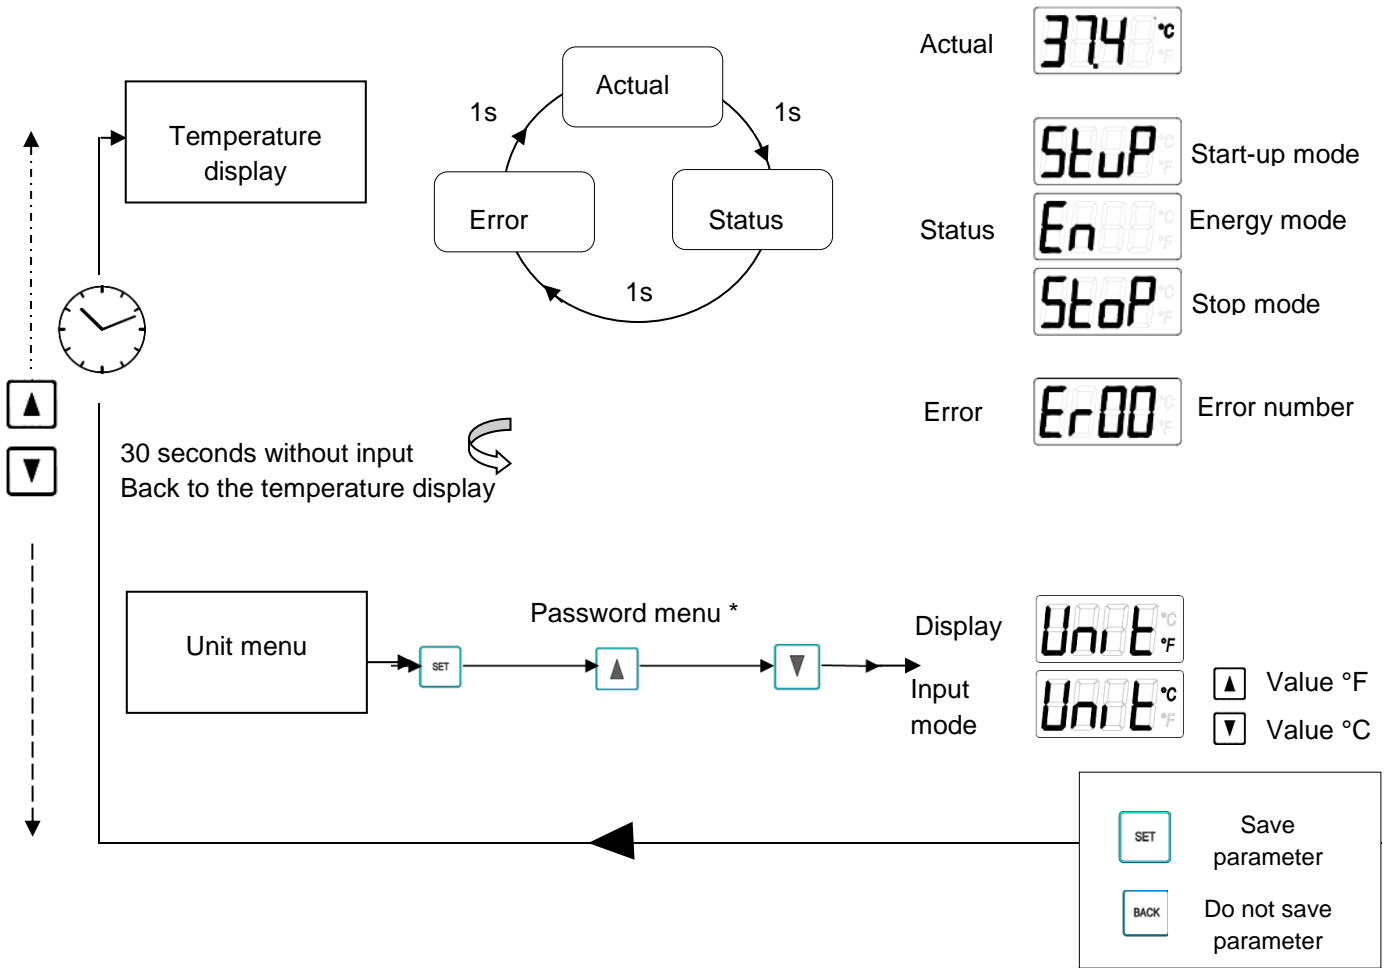 Actual
37.4 °C
°F
Temperature
display
1s
Actual
1s
Error
Status
1s
Status
StuP °C
°F
Start-up mode
En °C
°F
Energy mode
StoP °C
°F
Stop mode
Error
Er00 °C
°F
Error number
30 seconds without input
Back to the temperature display
Unit menu
SET
Password menu *
Display
Unit °C
°F
Input
mode
Unit °C
°F
Value °F
Value °C
SET
Save
parameter
BACK
Do not save
parameter